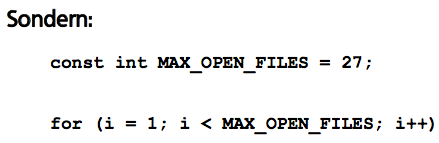 Sondern:
const int MAX_OPEN_FILES = 27;
for (i = 1; i < MAX_OPEN_FILES; i++)